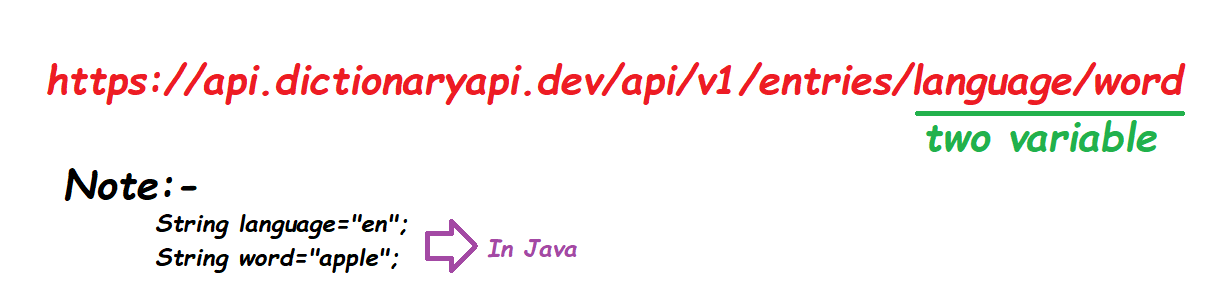 https://api.dictionaryapi.dev/api/v1/entries/language/word
two variable
Note:-
String language="en";
String word="apple";
In Java